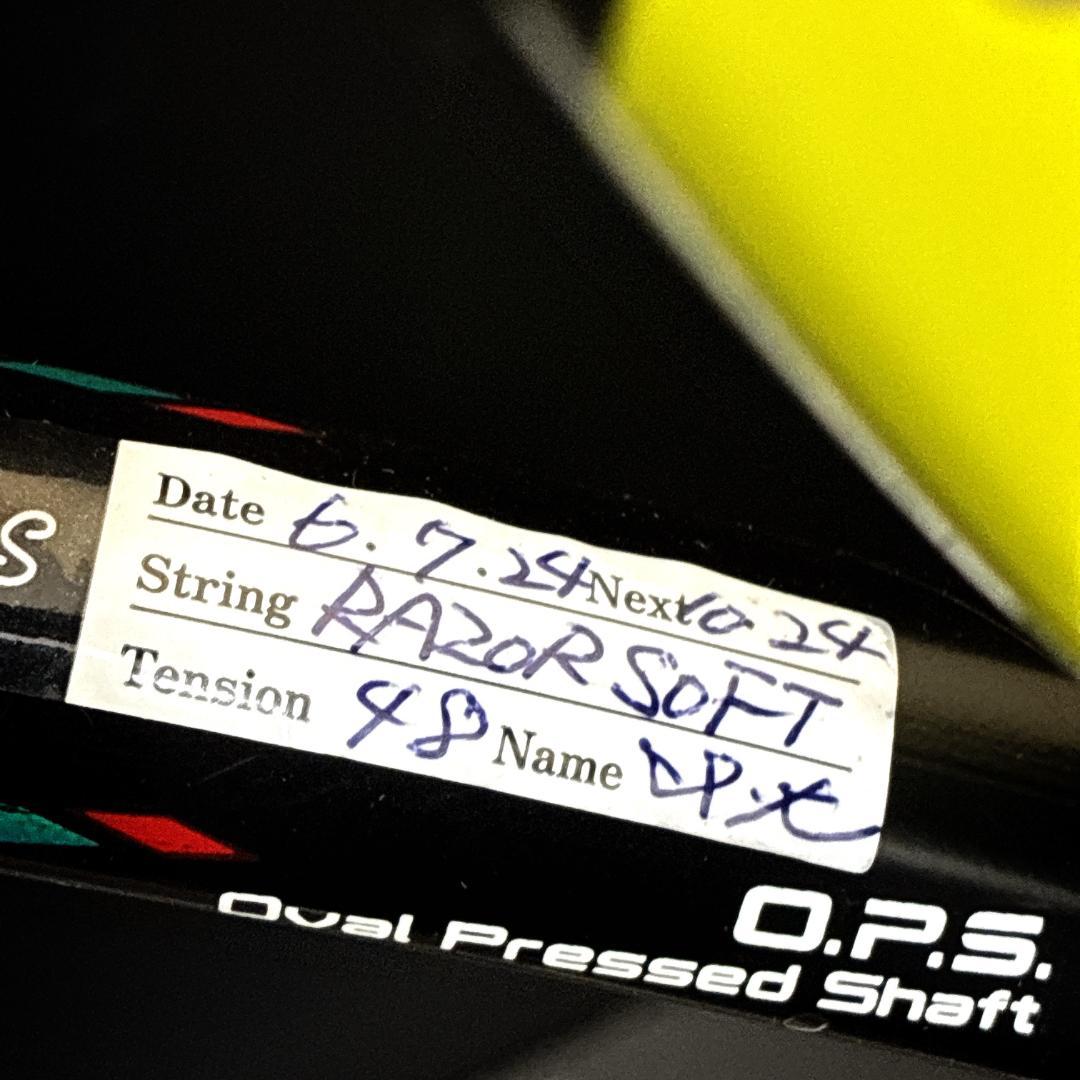 S
Date 6.7.24 Next 10.24
String RAZOR SOFT
Tension 48 Name
O.P.S.
Oval Pressed Shaft